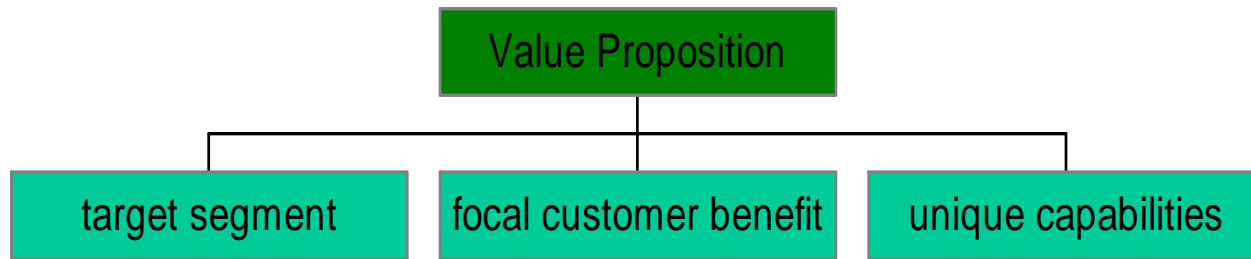 Value Proposition
target segment
focal customer benefit
unique capabilities